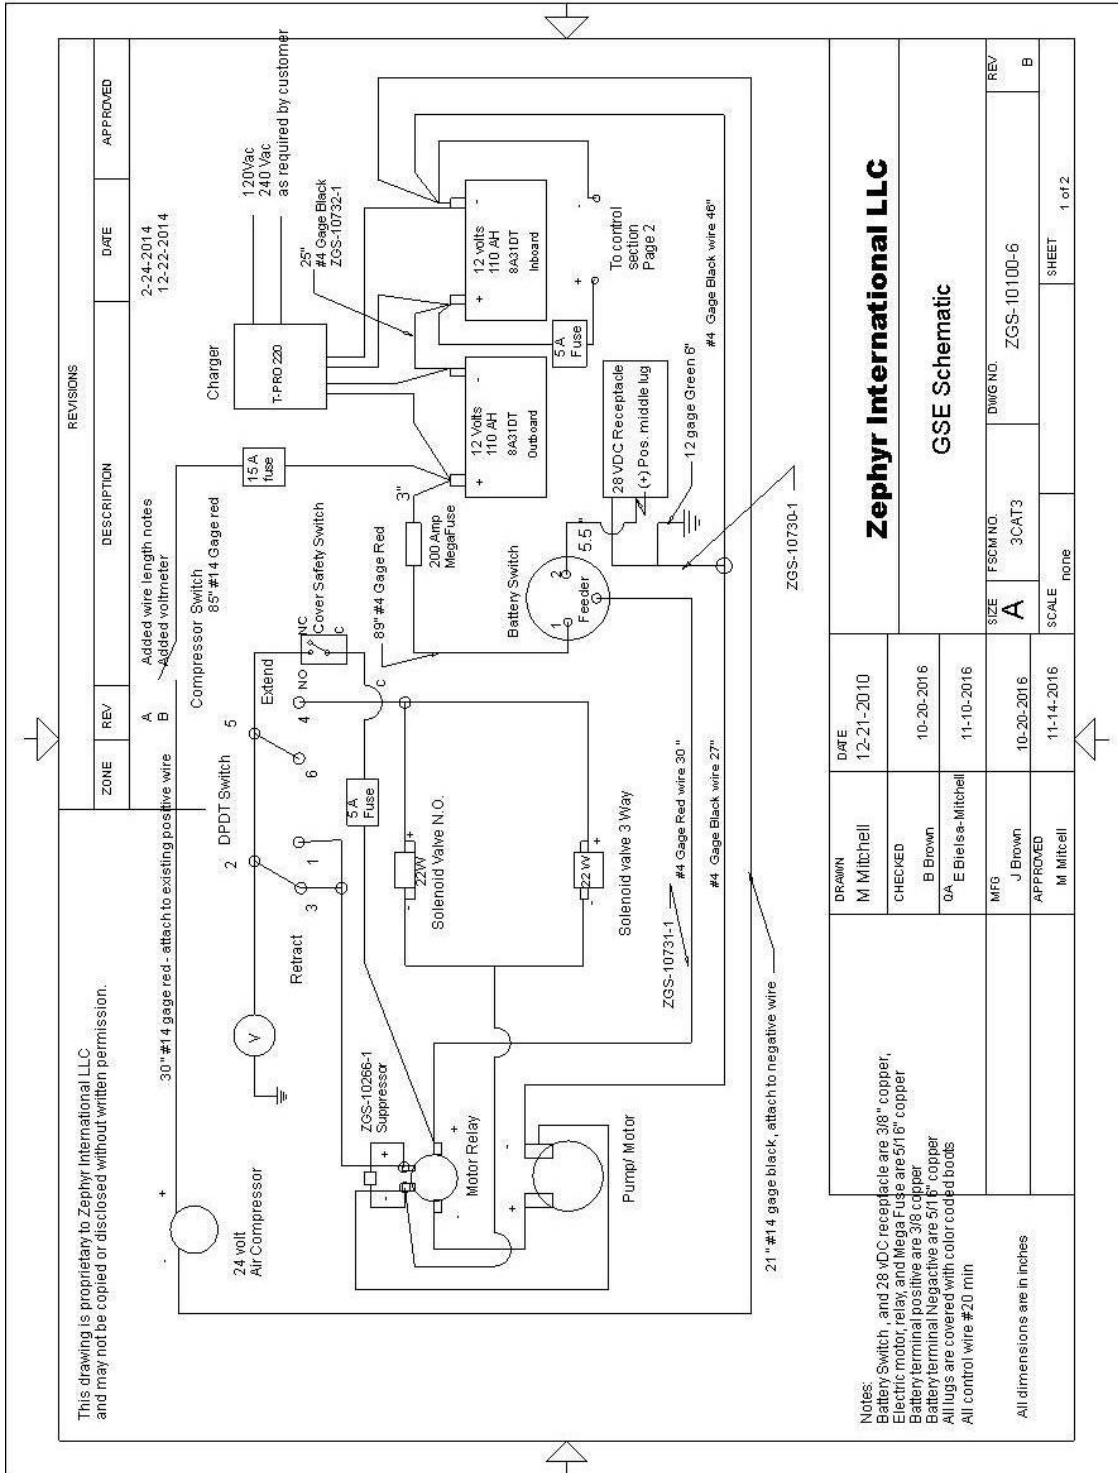 This drawing is proprietary to Zephyr International LLC
and may not be copied or disclosed without written permission.
REVISIONS
ZONE REV DESCRIPTION DATE APPROVED
A Added wire length notes 2-24-2014
B Added voltmeter 12-22-2014
30" #14 gage red - attach to existing positive wire
Compressor Switch
85" #14 Gage red
- +
24 volt
Air Compressor
V
DPDT Switch
2
5
Retract
3
1
6
4
Extend
NO
NC
C
Cover Safety Switch
C
15 A
fuse
Charger
T-PRO 220
120Vac
240 Vac
as required by customer
25"
#4 Gage Black
ZGS-10732-1
ZGS-10266-1
Suppressor
- +
Motor Relay
- +
5 A
Fuse
- +
22W
Solenoid Valve N.O.
- +
22 W
Solenoid valve 3 Way
89" #4 Gage Red
200 Amp
MegaFuse
3"
+ -
12 Volts
110 AH
8A31DT
Outboard
+ -
12 volts
110 AH
8A31DT
Inboard
5 A
Fuse
+ -
To control
section
Page 2
Battery Switch
1
2
Feeder
5.5"
28 VDC Receptacle
(+) Pos. middle lug
12 gage Green 6"
Pump/ Motor
+ -
ZGS-10731-1
#4 Gage Red wire 30"
#4 Gage Black wire 27"
#4 Gage Black wire 46"
ZGS-10730-1
21" #14 gage black, attach to negative wire
Notes:
Battery Switch , and 28 vDC receptacle are 3/8" copper,
Electric motor, relay, and Mega Fuse are 5/16" copper
Battery terminal positive are 3/8 copper
Battery terminal Negactive are 5/16" copper
All lugs are covered with color coded boots
All control wire #20 min
All dimensions are in inches
DRAWN
M Mitchell
DATE
12-21-2010
CHECKED
B Brown
10-20-2016
QA
E Bielsa-Mitchell
11-10-2016
MFG
J Brown
10-20-2016
APPROVED
M Mitcell
11-14-2016
Zephyr International LLC
GSE Schematic
SIZE
A
FSCM NO.
3CAT3
DWG NO.
ZGS-10100-6
REV
B
SCALE none
SHEET 1 of 2